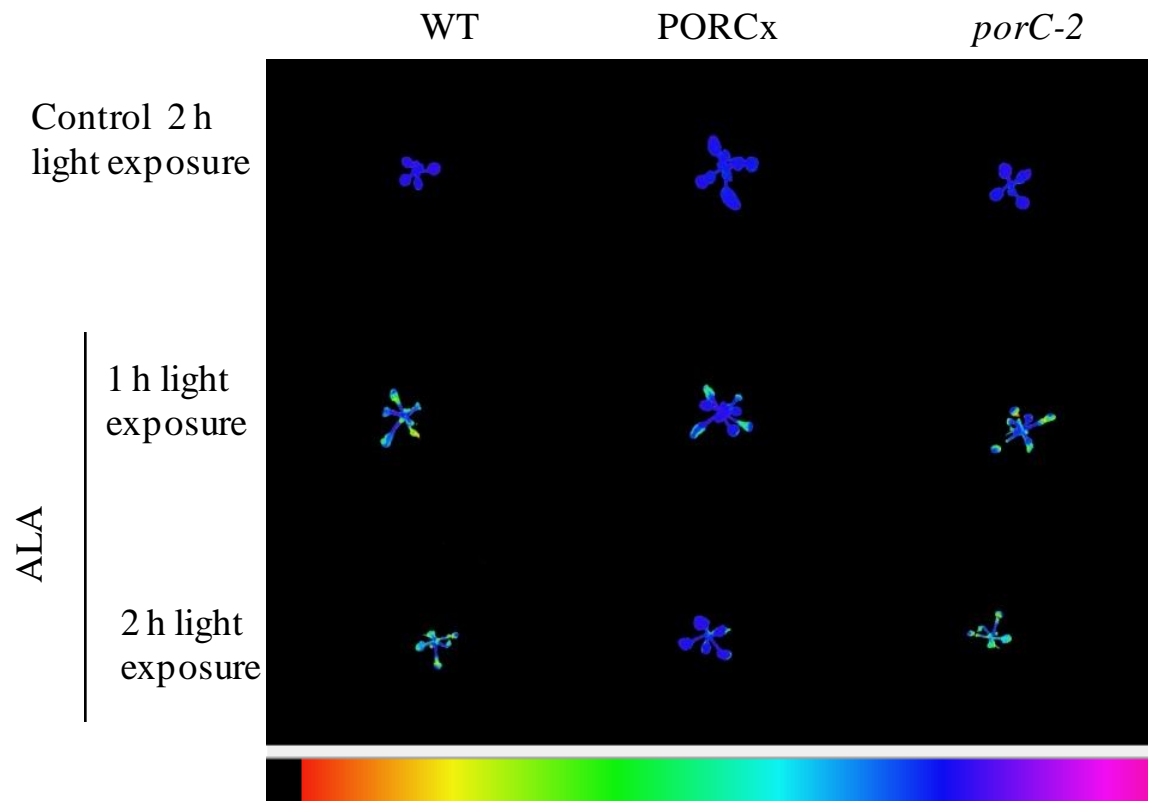 WT PORCx porC-2
Control 2 h
light exposure
1 h light
exposure
ALA
2 h light
exposure